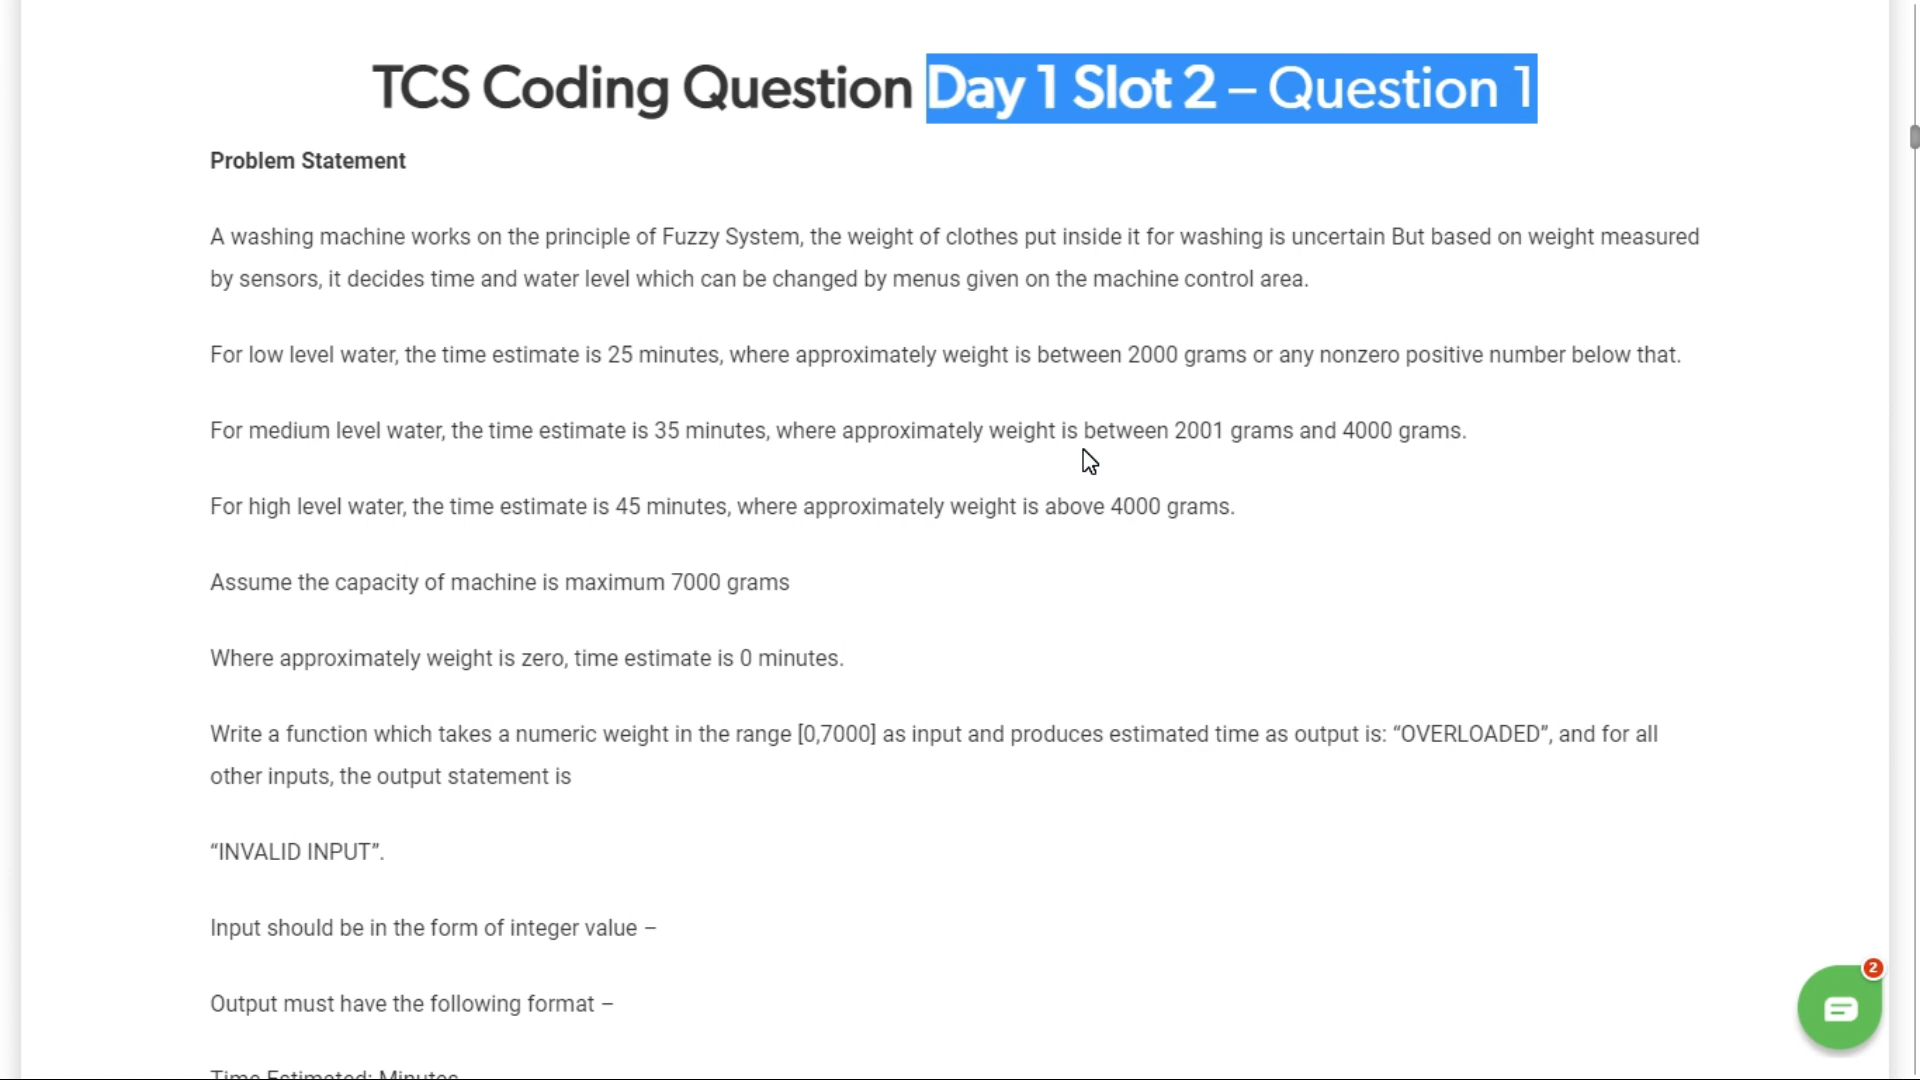 TCS Coding Question Day 1 Slot 2 – Question 1
Problem Statement
A washing machine works on the principle of Fuzzy System, the weight of clothes put inside it for washing is uncertain But based on weight measured
by sensors, it decides time and water level which can be changed by menus given on the machine control area.
For low level water, the time estimate is 25 minutes, where approximately weight is between 2000 grams or any nonzero positive number below that.
For medium level water, the time estimate is 35 minutes, where approximately weight is between 2001 grams and 4000 grams.
For high level water, the time estimate is 45 minutes, where approximately weight is above 4000 grams.
Assume the capacity of machine is maximum 7000 grams
Where approximately weight is zero, time estimate is 0 minutes.
Write a function which takes a numeric weight in the range [0,7000] as input and produces estimated time as output is: “OVERLOADED”, and for all
other inputs, the output statement is
“INVALID INPUT”.
Input should be in the form of integer value –
Output must have the following format –
Time Estimated: Minutes
2